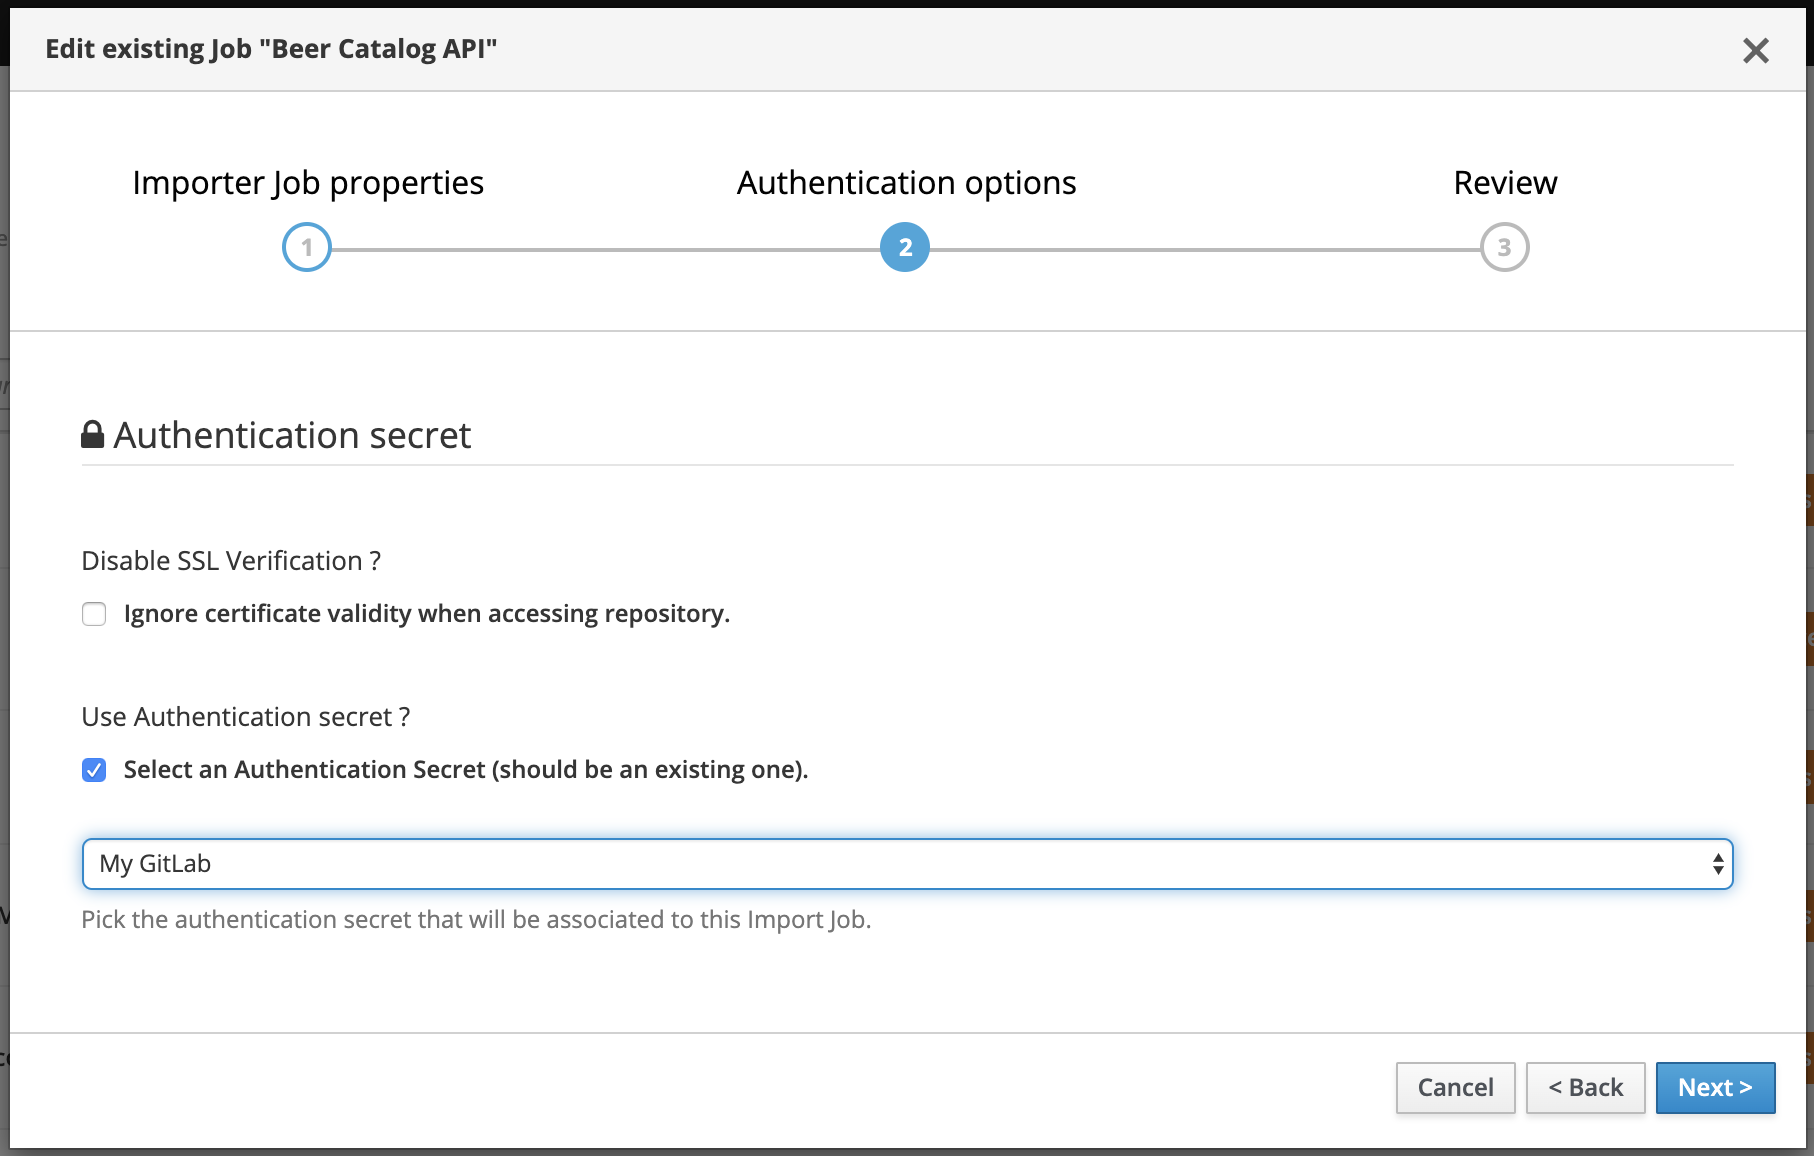 Edit existing Job "Beer Catalog API"
Importer Job properties
Authentication options
Review
1
2
3
Authentication secret
Disable SSL Verification ?
Ignore certificate validity when accessing repository.
Use Authentication secret ?
Select an Authentication Secret (should be an existing one).
My GitLab
Pick the authentication secret that will be associated to this Import Job.
Cancel
< Back
Next >